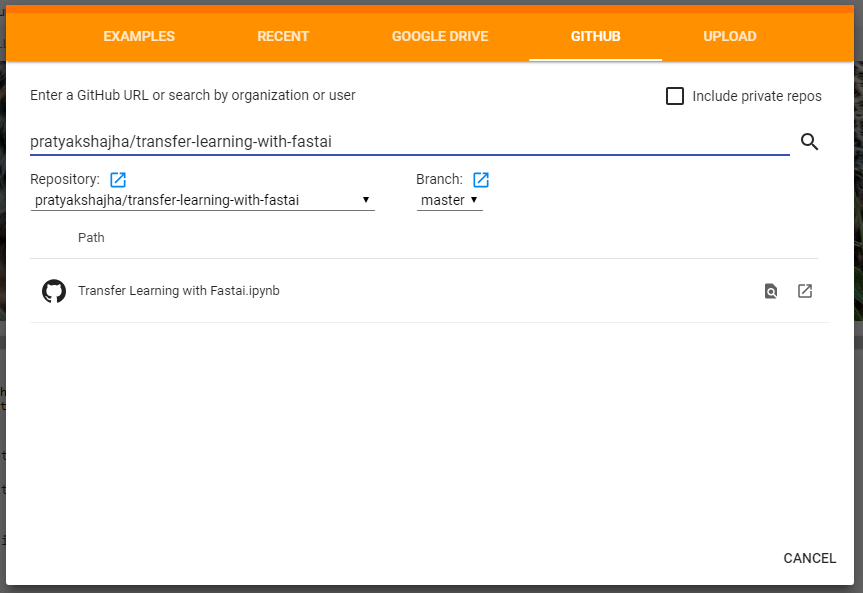 EXAMPLES RECENT GOOGLE DRIVE GITHUB UPLOAD
Enter a GitHub URL or search by organization or user Include private repos
pratyakshajha/transfer-learning-with-fastai
Repository: Branch:
pratyakshajha/transfer-learning-with-fastai master
Path
Transfer Learning with Fastai.ipynb
CANCEL